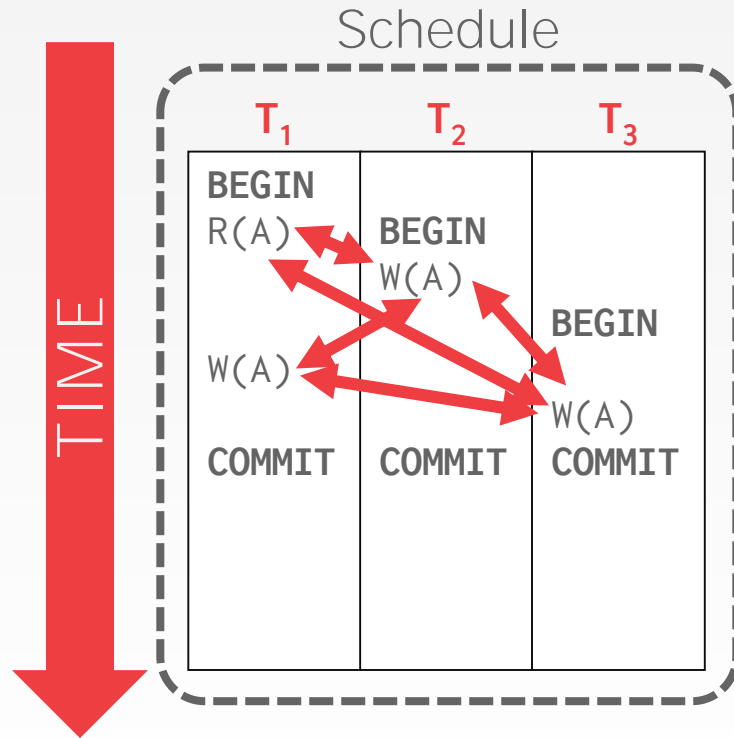 Schedule
TIME
T₁ T₂ T₃
BEGIN
R(A) BEGIN
W(A)
BEGIN
W(A)
W(A)
COMMIT COMMIT COMMIT